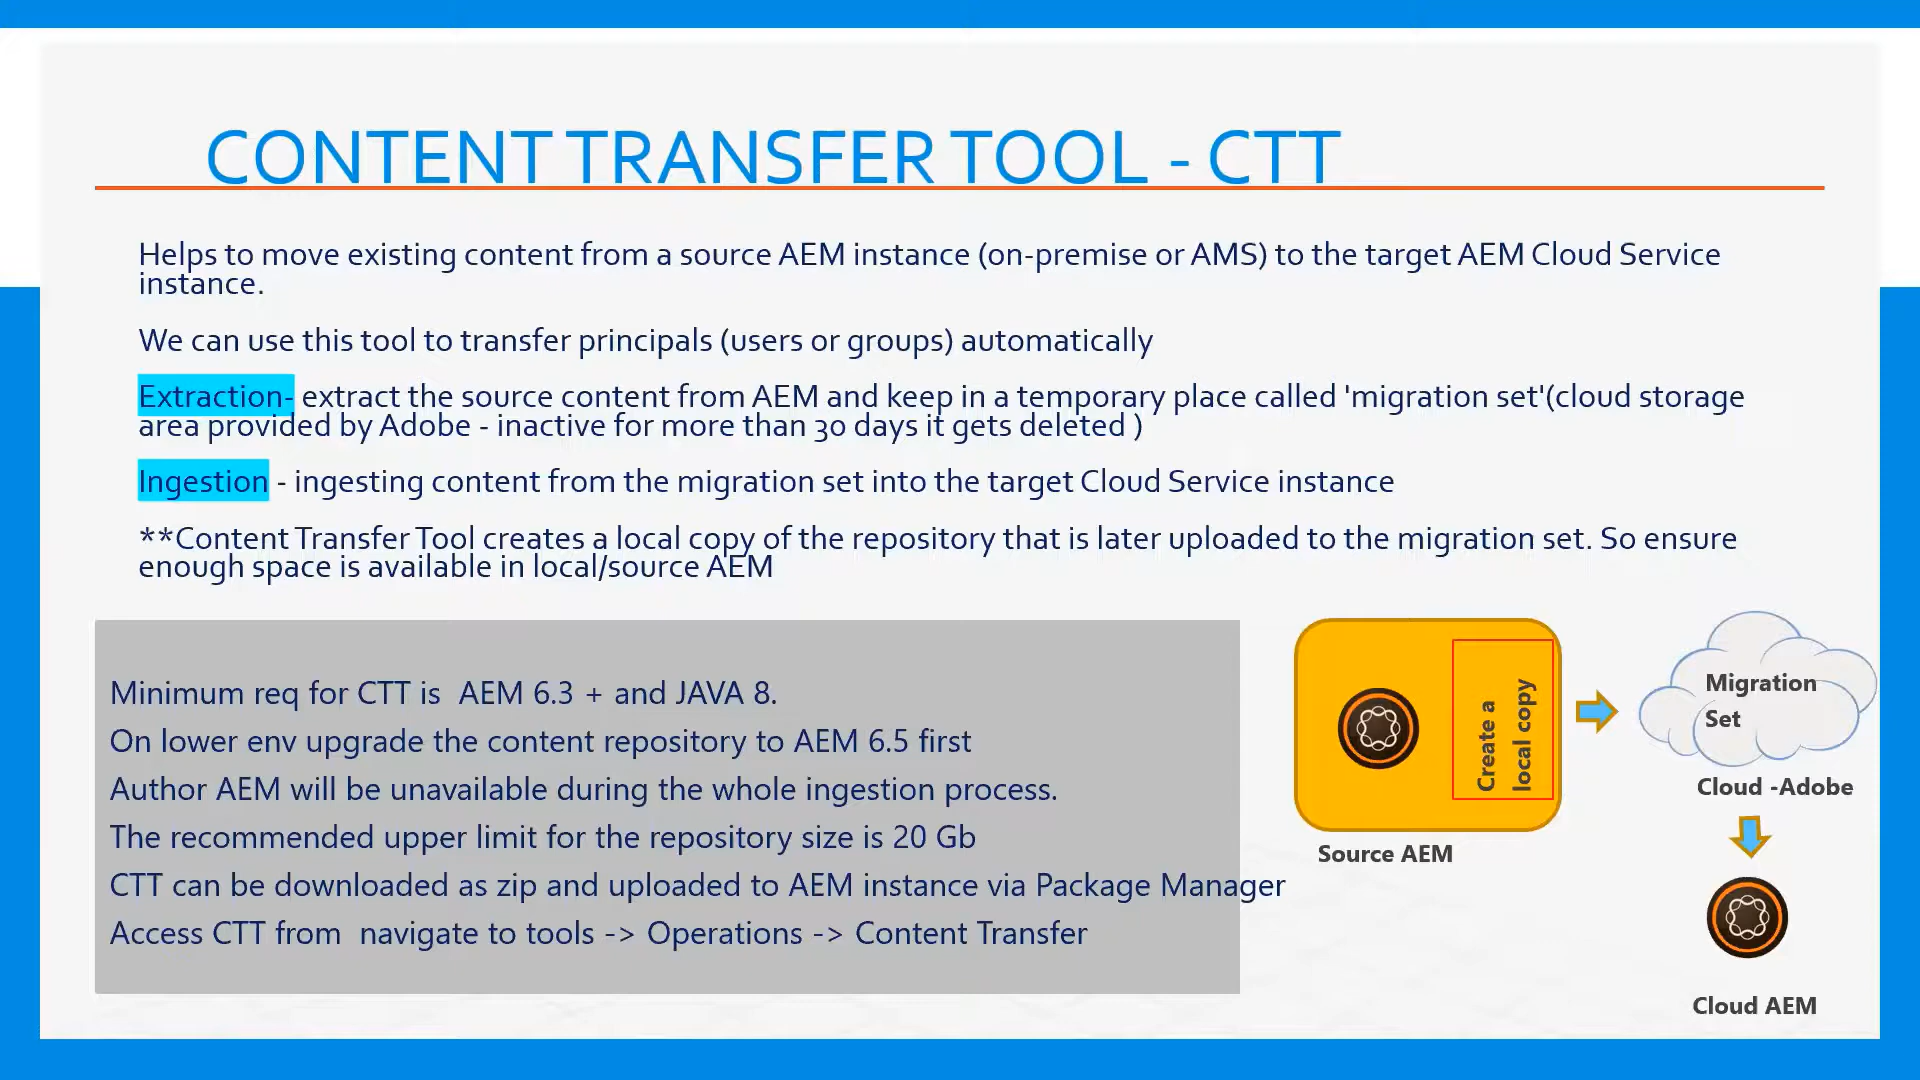 CONTENT TRANSFER TOOL - CTT
Helps to move existing content from a source AEM instance (on-premise or AMS) to the target AEM Cloud Service
instance.
We can use this tool to transfer principals (users or groups) automatically
Extraction- extract the source content from AEM and keep in a temporary place called 'migration set'(cloud storage
area provided by Adobe - inactive for more than 30 days it gets deleted )
Ingestion - ingesting content from the migration set into the target Cloud Service instance
**Content Transfer Tool creates a local copy of the repository that is later uploaded to the migration set. So ensure
enough space is available in local/source AEM
Minimum req for CTT is  AEM 6.3 + and JAVA 8.
On lower env upgrade the content repository to AEM 6.5 first
Author AEM will be unavailable during the whole ingestion process.
The recommended upper limit for the repository size is 20 Gb
CTT can be downloaded as zip and uploaded to AEM instance via Package Manager
Access CTT from  navigate to tools -> Operations -> Content Transfer
Create a
local copy
Source AEM
Migration
Set
Cloud -Adobe
Cloud AEM